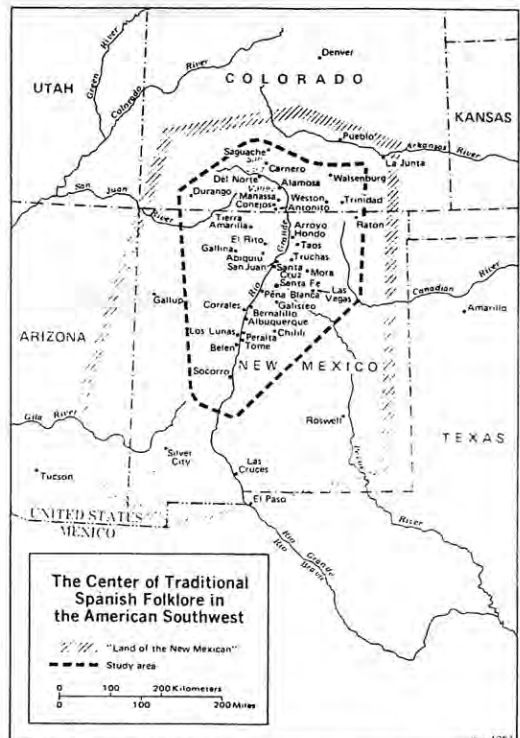 Green River
Colorado River
Denver
COLORADO
UTAH
KANSAS
Pueblo
Arkansas River
La Junta
Saguache
Carnero
Del Norte
Alamosa
Walsenburg
San Juan River
Durango
Manassa
Conejos
Weston
Trinidad
Antonito
Raton
Tierra Amarilla
Arroyo Hondo
El Rito
Taos
Gallina
Abiquiu
Truchas
San Juan
Santa Cruz
Mora
Santa Fe
Rio Grande
Pena Blanca
Las Vegas
Canadian River
Gallup
Galisteo
Corrales
Bernalillo
Amarillo
Albuquerque
ARIZONA
Los Lunas
Peralta
Chilili
Belen
Tome
NEW MEXICO
Socorro
TEXAS
Gila River
Roswell
Silver City
Tucson
Las Cruces
Pecos River
El Paso
UNITED STATES
MEXICO
Rio Grande
Rio Bravo
The Center of Traditional
Spanish Folklore in
the American Southwest
"Land of the New Mexican"
Study area
0 100 200 Kilometers
0 100 200 Miles